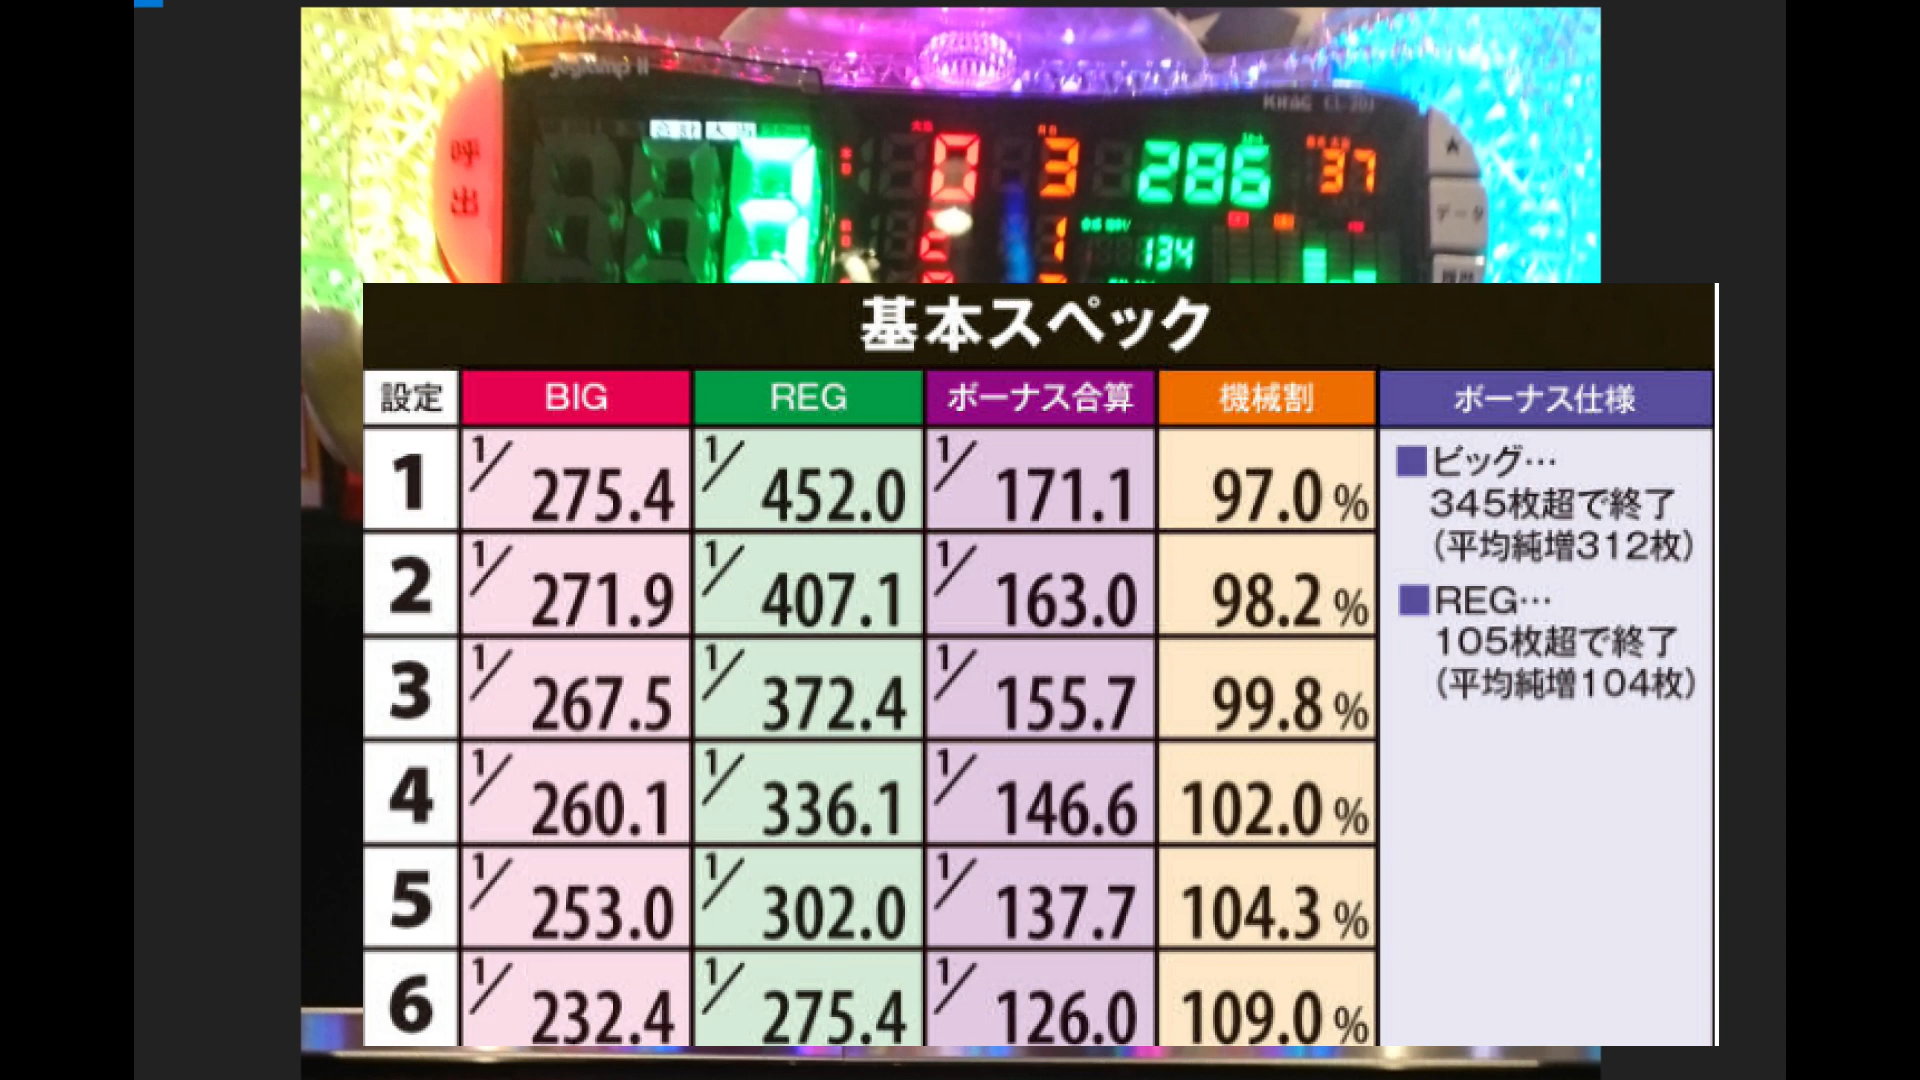 呼出
0 3 286 37
1 134
データ
基本スペック
設定 BIG REG ボーナス合算 機械割 ボーナス仕様
1 1/275.4 1/452.0 1/171.1 97.0%
2 1/271.9 1/407.1 1/163.0 98.2%
3 1/267.5 1/372.4 1/155.7 99.8%
4 1/260.1 1/336.1 1/146.6 102.0%
5 1/253.0 1/302.0 1/137.7 104.3%
6 1/232.4 1/275.4 1/126.0 109.0%
■ビッグ…
345枚超で終了
(平均純増312枚)
■REG…
105枚超で終了
(平均純増104枚)